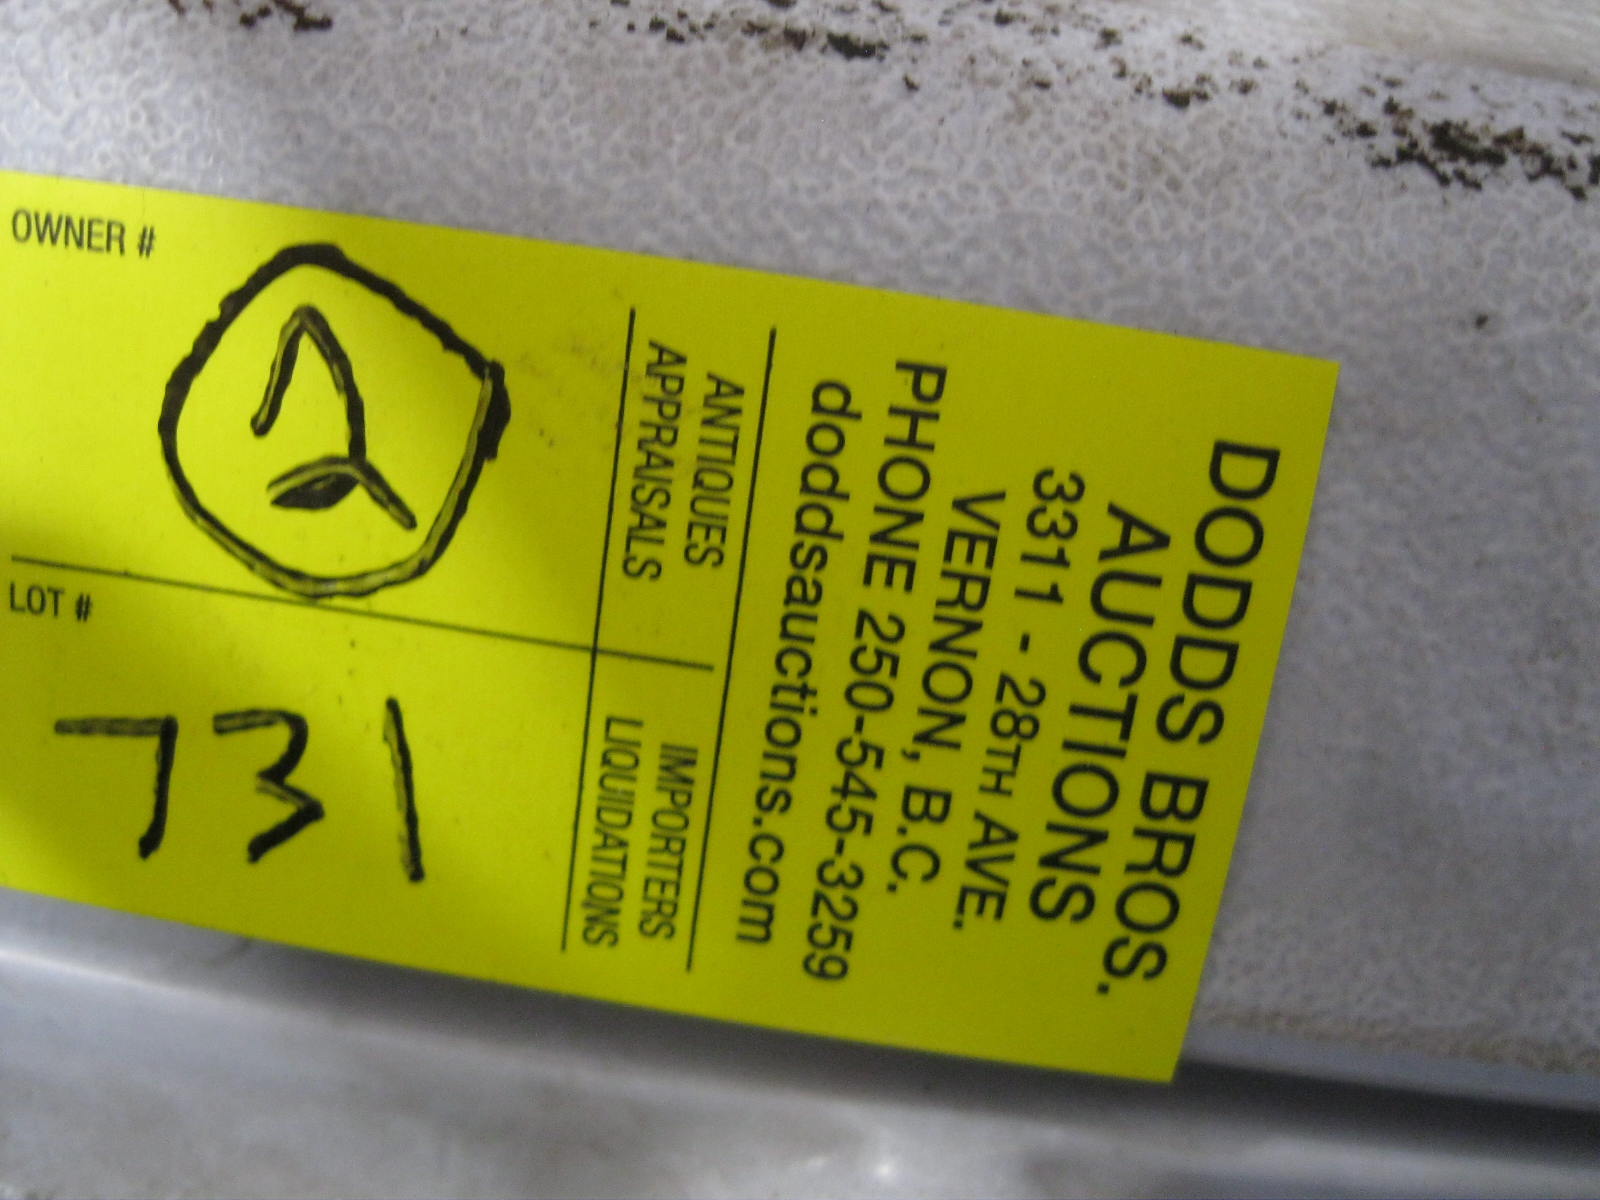 DODDS BROS.
AUCTIONS
3311 - 28TH AVE.
VERNON, B.C.
PHONE 250-545-3259
doddsauctions.com
ANTIQUES
APPRAISALS
IMPORTERS
LIQUIDATIONS
OWNER #
2
LOT #
731